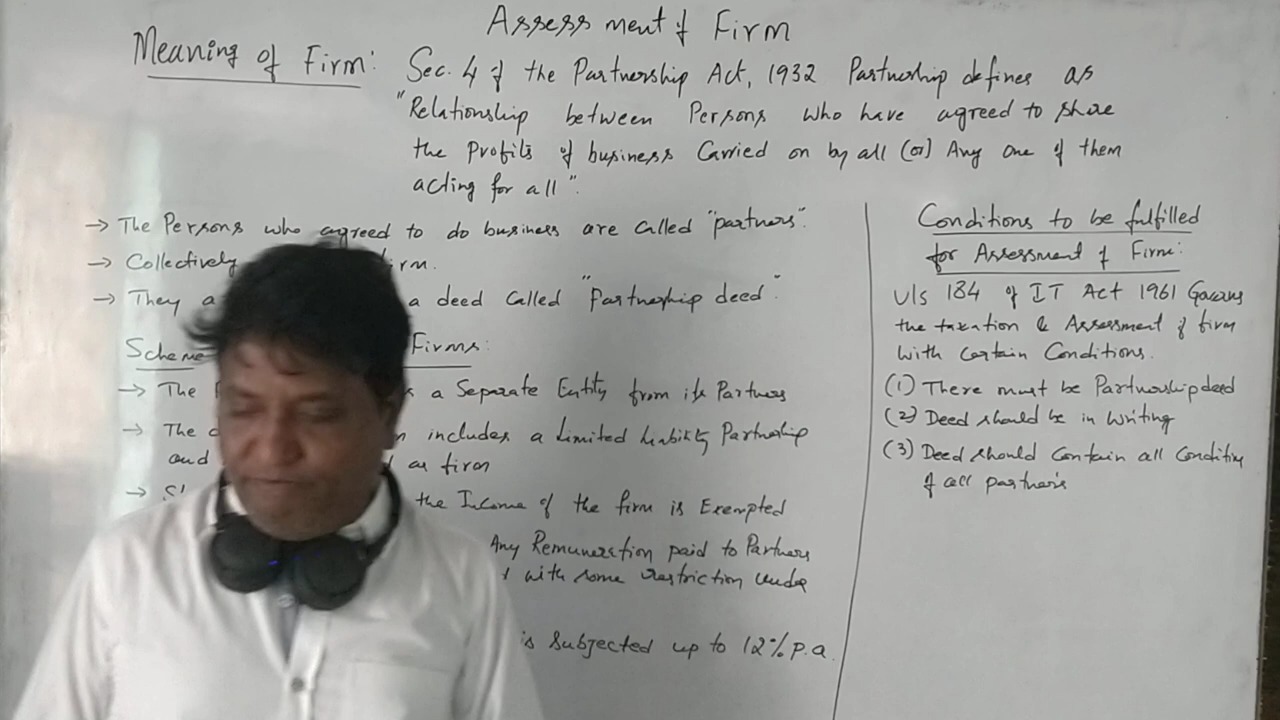 Assessment of Firm
Meaning of Firm:
Sec. 4 of the Partnership Act, 1932 Partnership defines as
"Relationship between Persons who have agreed to share
the Profits of business Carried on by all (or) Any one of them
acting for all".
→ The Persons who agreed to do business are called "partners".
→ Collectively
→ They a deed called "Partnership deed".
Scheme Firms:
→ The a Separate Entity from its Partners
→ The includes a Limited liability Partnership
and as firm
→ the Income of the firm is Exempted
Any Remuneration paid to Partners
with some restriction under
is Subjected up to 12% p.a.
Conditions to be fulfilled
for Assessment of Firm:
U/s 184 of IT Act 1961 Governs
the taxation & Assessment of firm
with certain Conditions.
(1) There must be Partnership deed
(2) Deed should be in Writing
(3) Deed should Contain all Condition
of all partners